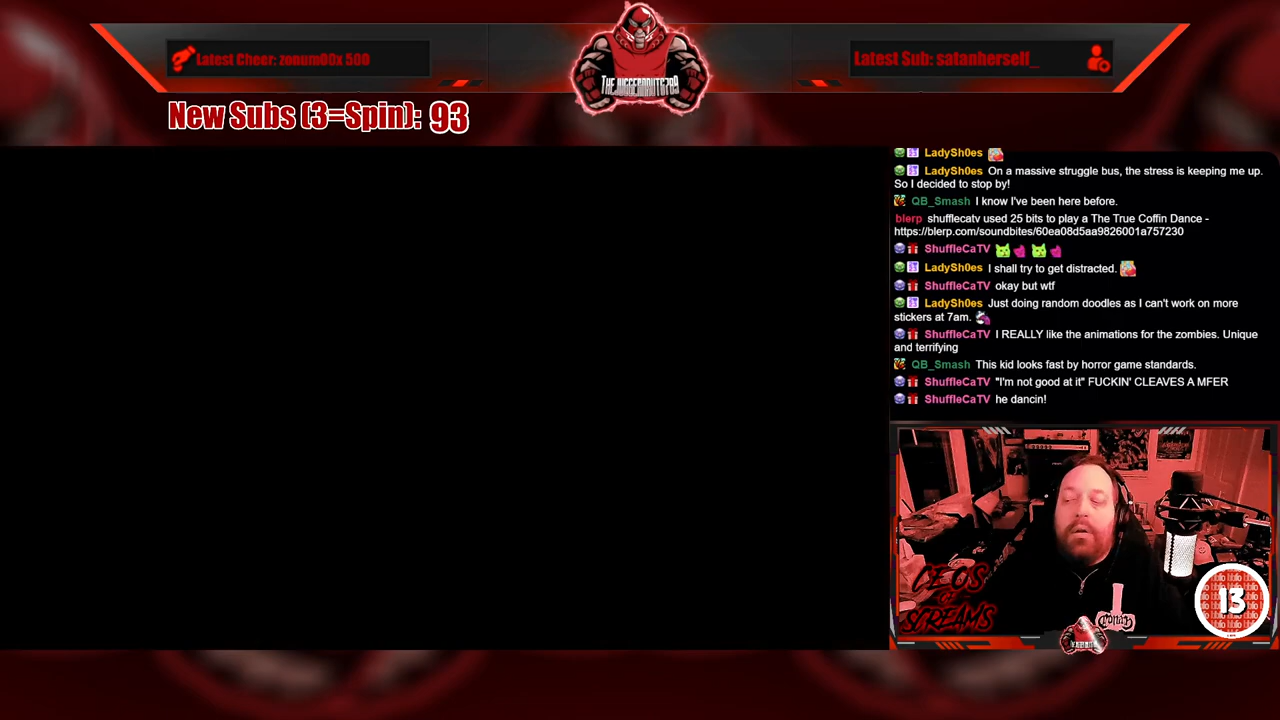 Latest Cheer: zonum00x 500
THEJUGGERNAUT6789
Latest Sub: satanherself_
New Subs (3=Spin): 93
LadySh0es
LadySh0es On a massive struggle bus, the stress is keeping me up.
So I decided to stop by!
QB_Smash I know I've been here before.
blerp shufflecatv used 25 bits to play a The True Coffin Dance -
https://blerp.com/soundbites/60ea08d5aa9826001a757230
ShuffleCaTV
LadySh0es I shall try to get distracted.
ShuffleCaTV okay but wtf
LadySh0es Just doing random doodles as I can't work on more
stickers at 7am.
ShuffleCaTV I REALLY like the animations for the zombies. Unique
and terrifying
QB_Smash This kid looks fast by horror game standards.
ShuffleCaTV "I'm not good at it" FUCKIN' CLEAVES A MFER
ShuffleCaTV he dancin!
CEOS
OF
SCREAMS
13